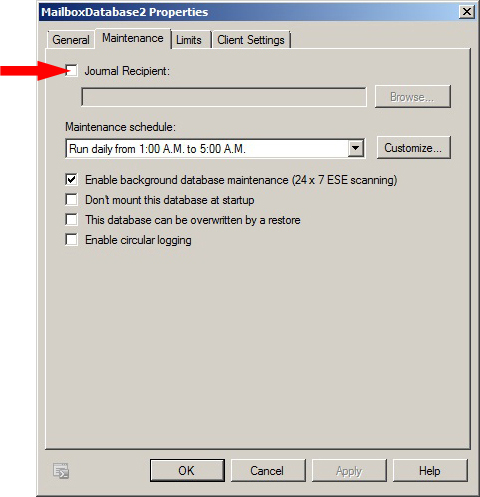 MailboxDatabase2 Properties
General Maintenance Limits Client Settings
Journal Recipient:
Browse...
Maintenance schedule:
Run daily from 1:00 A.M. to 5:00 A.M. Customize...
Enable background database maintenance (24 x 7 ESE scanning)
Don't mount this database at startup
This database can be overwritten by a restore
Enable circular logging
OK Cancel Apply Help